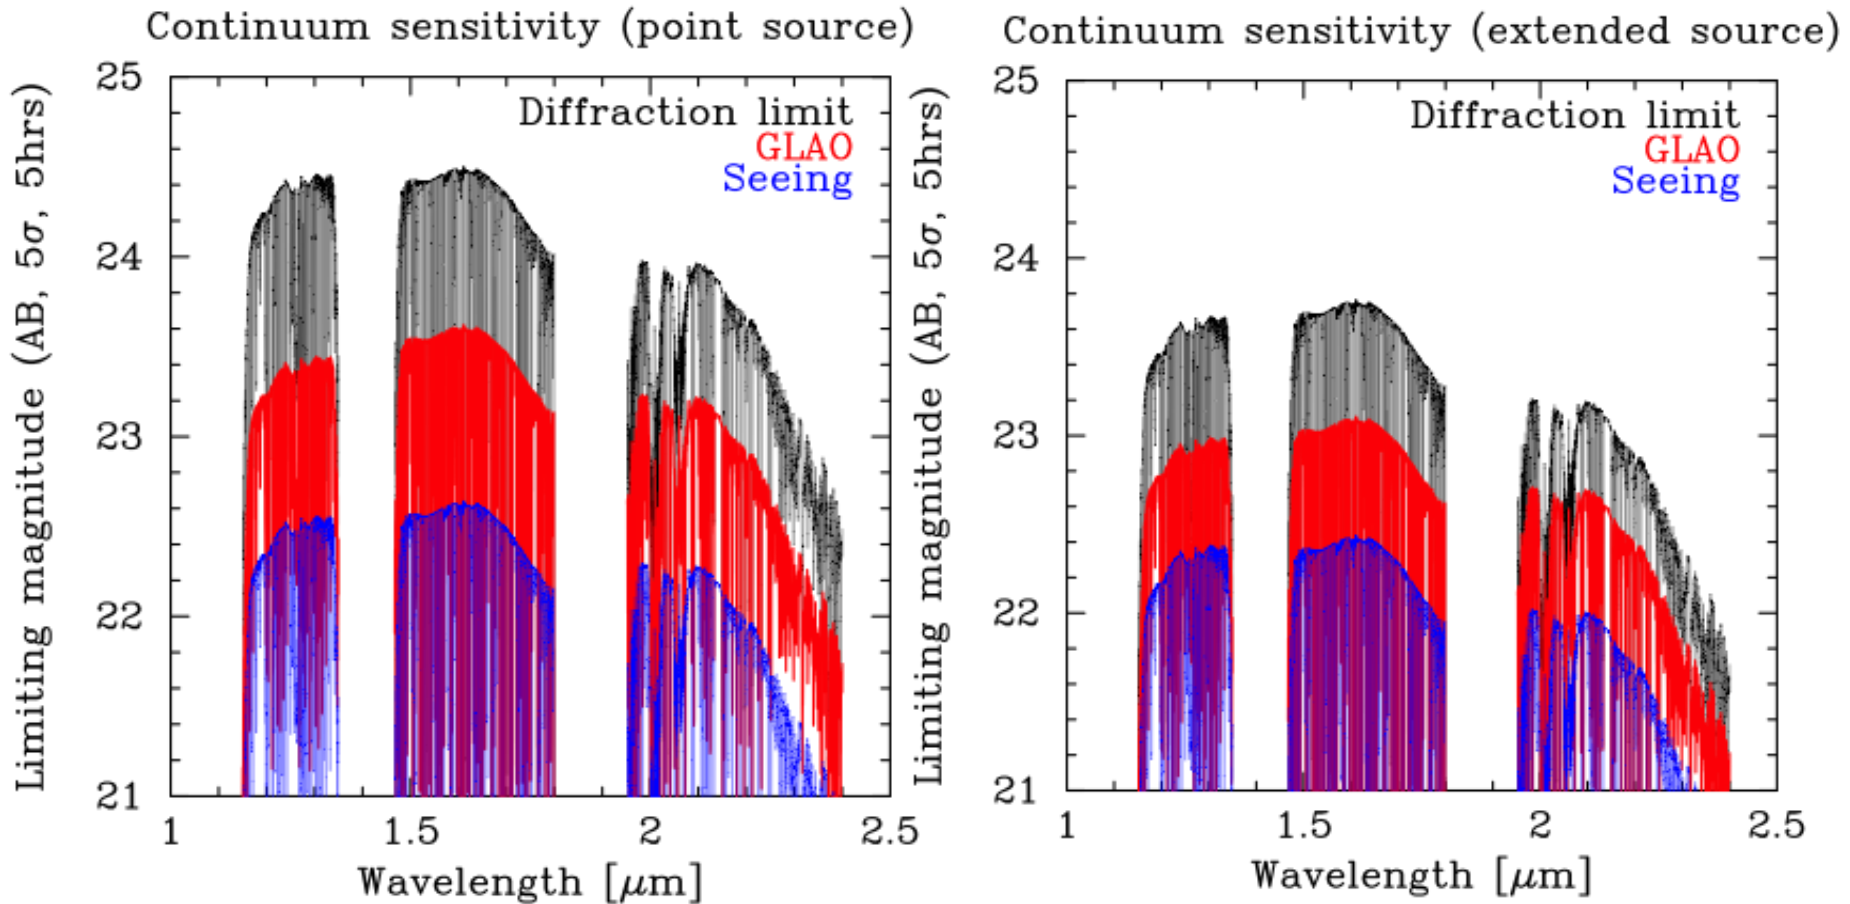 Continuum sensitivity (point source)
Limiting magnitude (AB, 5σ, 5hrs)
25
24
23
22
21
Diffraction limit
GLAO
Seeing
1
1.5
2
2.5
Wavelength [μm]
Continuum sensitivity (extended source)
Limiting magnitude (AB, 5σ, 5hrs)
25
24
23
22
21
Diffraction limit
GLAO
Seeing
1
1.5
2
2.5
Wavelength [μm]